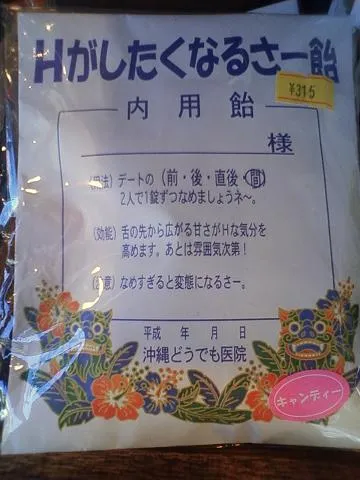 Hがしたくなるさー飴
¥315
内用飴
様
(用法) デートの (前・後・直後・間)
2人で1錠ずつなめましょうネ〜。
(効能) 舌の先から広がる甘さがHな気分を
高めます。あとは雰囲気次第!
(注意) なめすぎると変態になるさー。
平成 年 月 日
沖縄どうでも医院
キャンディー